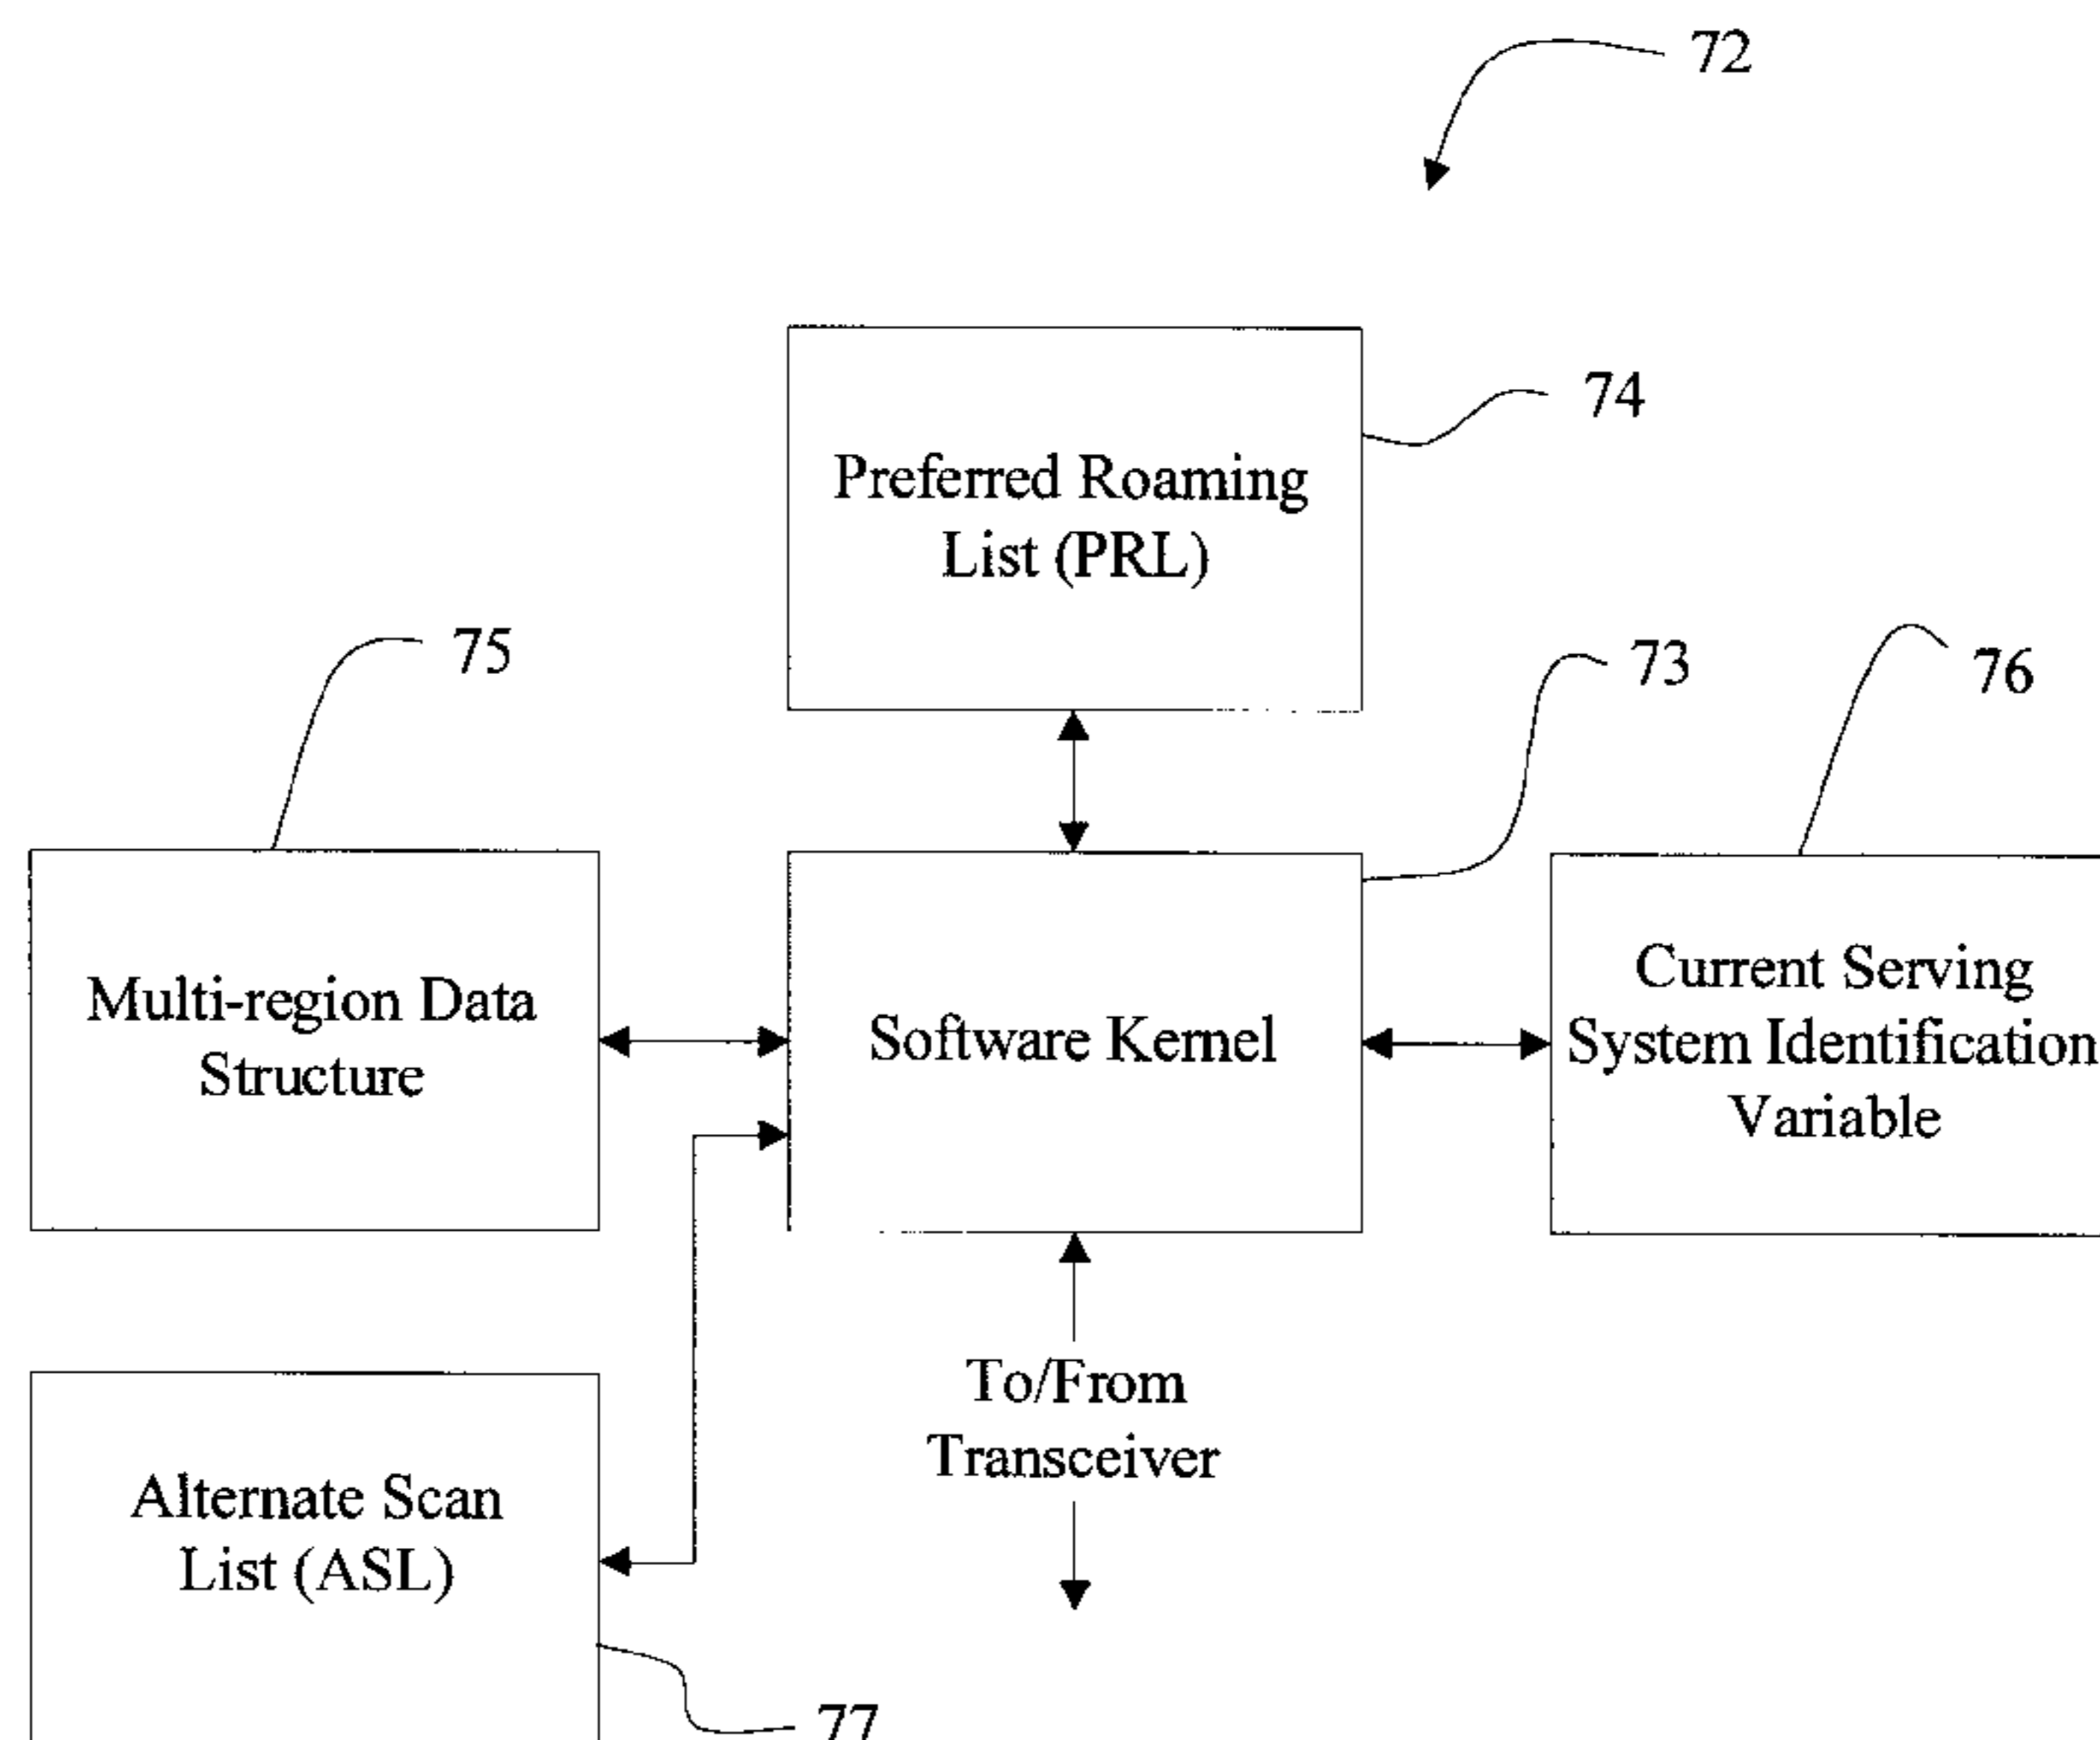 72
Preferred Roaming
List (PRL)
74
75
73
76
Multi-region Data
Structure
Software Kernel
Current Serving
System Identification
Variable
To/From
Transceiver
Alternate Scan
List (ASL)
77